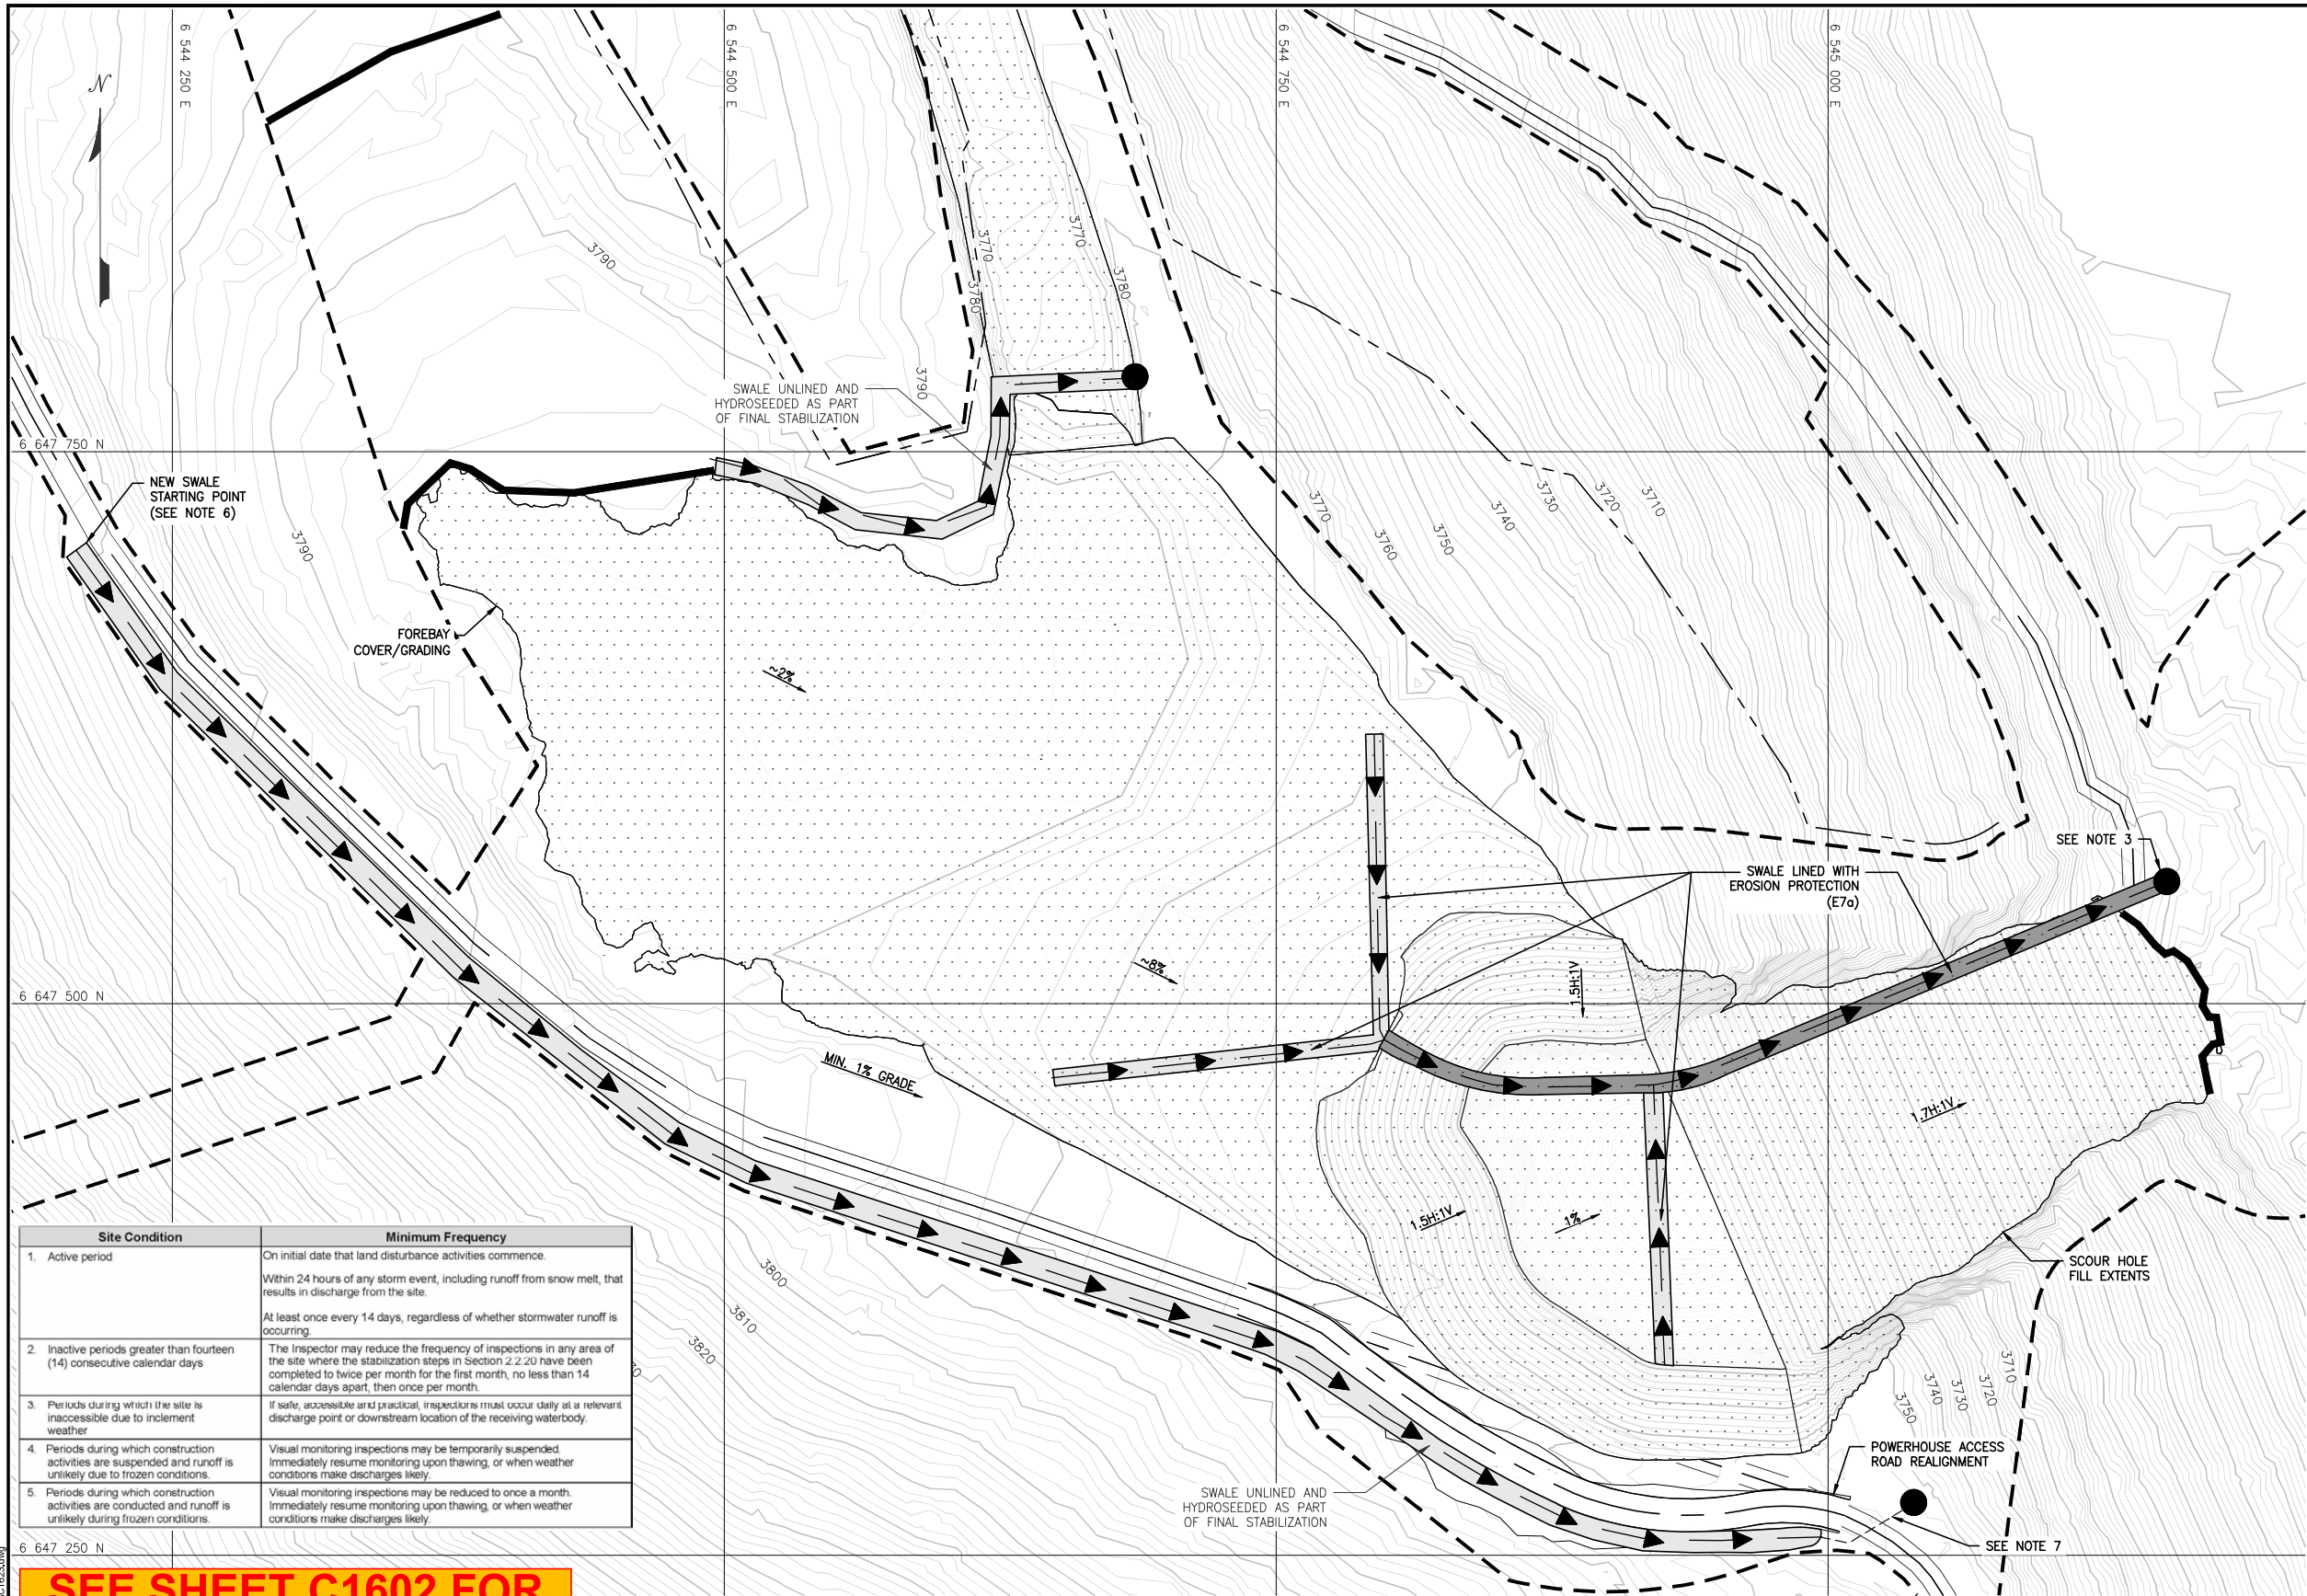 6 544 250 E
6 544 500 E
6 544 750 E
6 545 000 E
N
3790
3770
3780
3770
3780
3790
SWALE UNLINED AND
HYDROSEEDED AS PART
OF FINAL STABILIZATION
6 647 750 N
NEW SWALE
STARTING POINT
(SEE NOTE 6)
3790
3770
3760
3750
3740
3730
3720
3710
FOREBAY
COVER/GRADING
~2%
SEE NOTE 3
SWALE LINED WITH
EROSION PROTECTION
(E7a)
~8%
1.5H:1V
6 647 500 N
MIN. 1% GRADE
1.7H:1V
1.5H:1V
1%
SCOUR HOLE
FILL EXTENTS
3800
3810
3820
Site Condition Minimum Frequency
1. Active period On initial date that land disturbance activities commence.
Within 24 hours of any storm event, including runoff from snow melt, that
results in discharge from the site.
At least once every 14 days, regardless of whether stormwater runoff is
occurring.
2. Inactive periods greater than fourteen
(14) consecutive calendar days
The Inspector may reduce the frequency of inspections in any area of
the site where the stabilization steps in Section 2.2.20 have been
completed to twice per month for the first month, no less than 14
calendar days apart, then once per month.
3. Periods during which the site is
inaccessible due to inclement
weather
If safe, accessible and practical, inspections must occur daily at a relevant
discharge point or downstream location of the receiving waterbody.
4. Periods during which construction
activities are suspended and runoff is
unlikely due to frozen conditions.
Visual monitoring inspections may be temporarily suspended.
Immediately resume monitoring upon thawing, or when weather
conditions make discharges likely.
5. Periods during which construction
activities are conducted and runoff is
unlikely during frozen conditions.
Visual monitoring inspections may be reduced to once a month.
Immediately resume monitoring upon thawing, or when weather
conditions make discharges likely.
3750
3740
3730
3720
3710
POWERHOUSE ACCESS
ROAD REALIGNMENT
SWALE UNLINED AND
HYDROSEEDED AS PART
OF FINAL STABILIZATION
SEE NOTE 7
6 647 250 N
SEE SHEET C1602 FOR